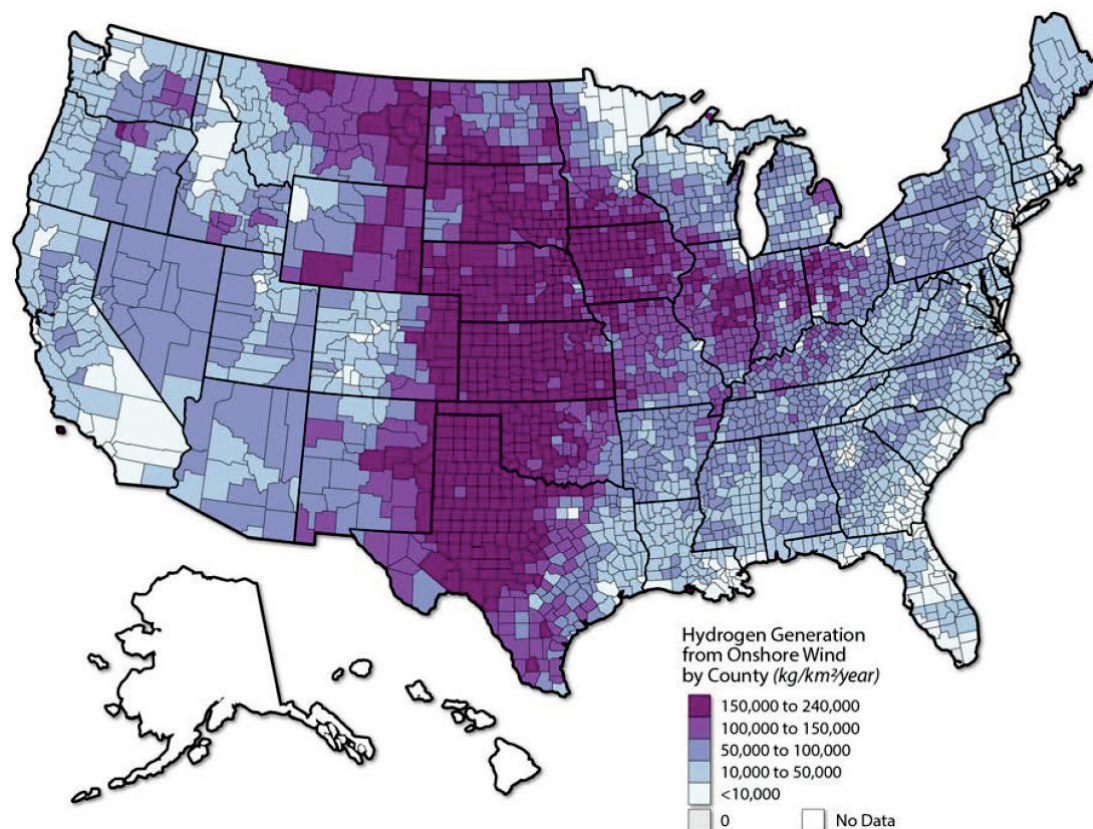 Hydrogen Generation
from Onshore Wind
by County (kg/km²/year)
150,000 to 240,000
100,000 to 150,000
50,000 to 100,000
10,000 to 50,000
<10,000
0 No Data